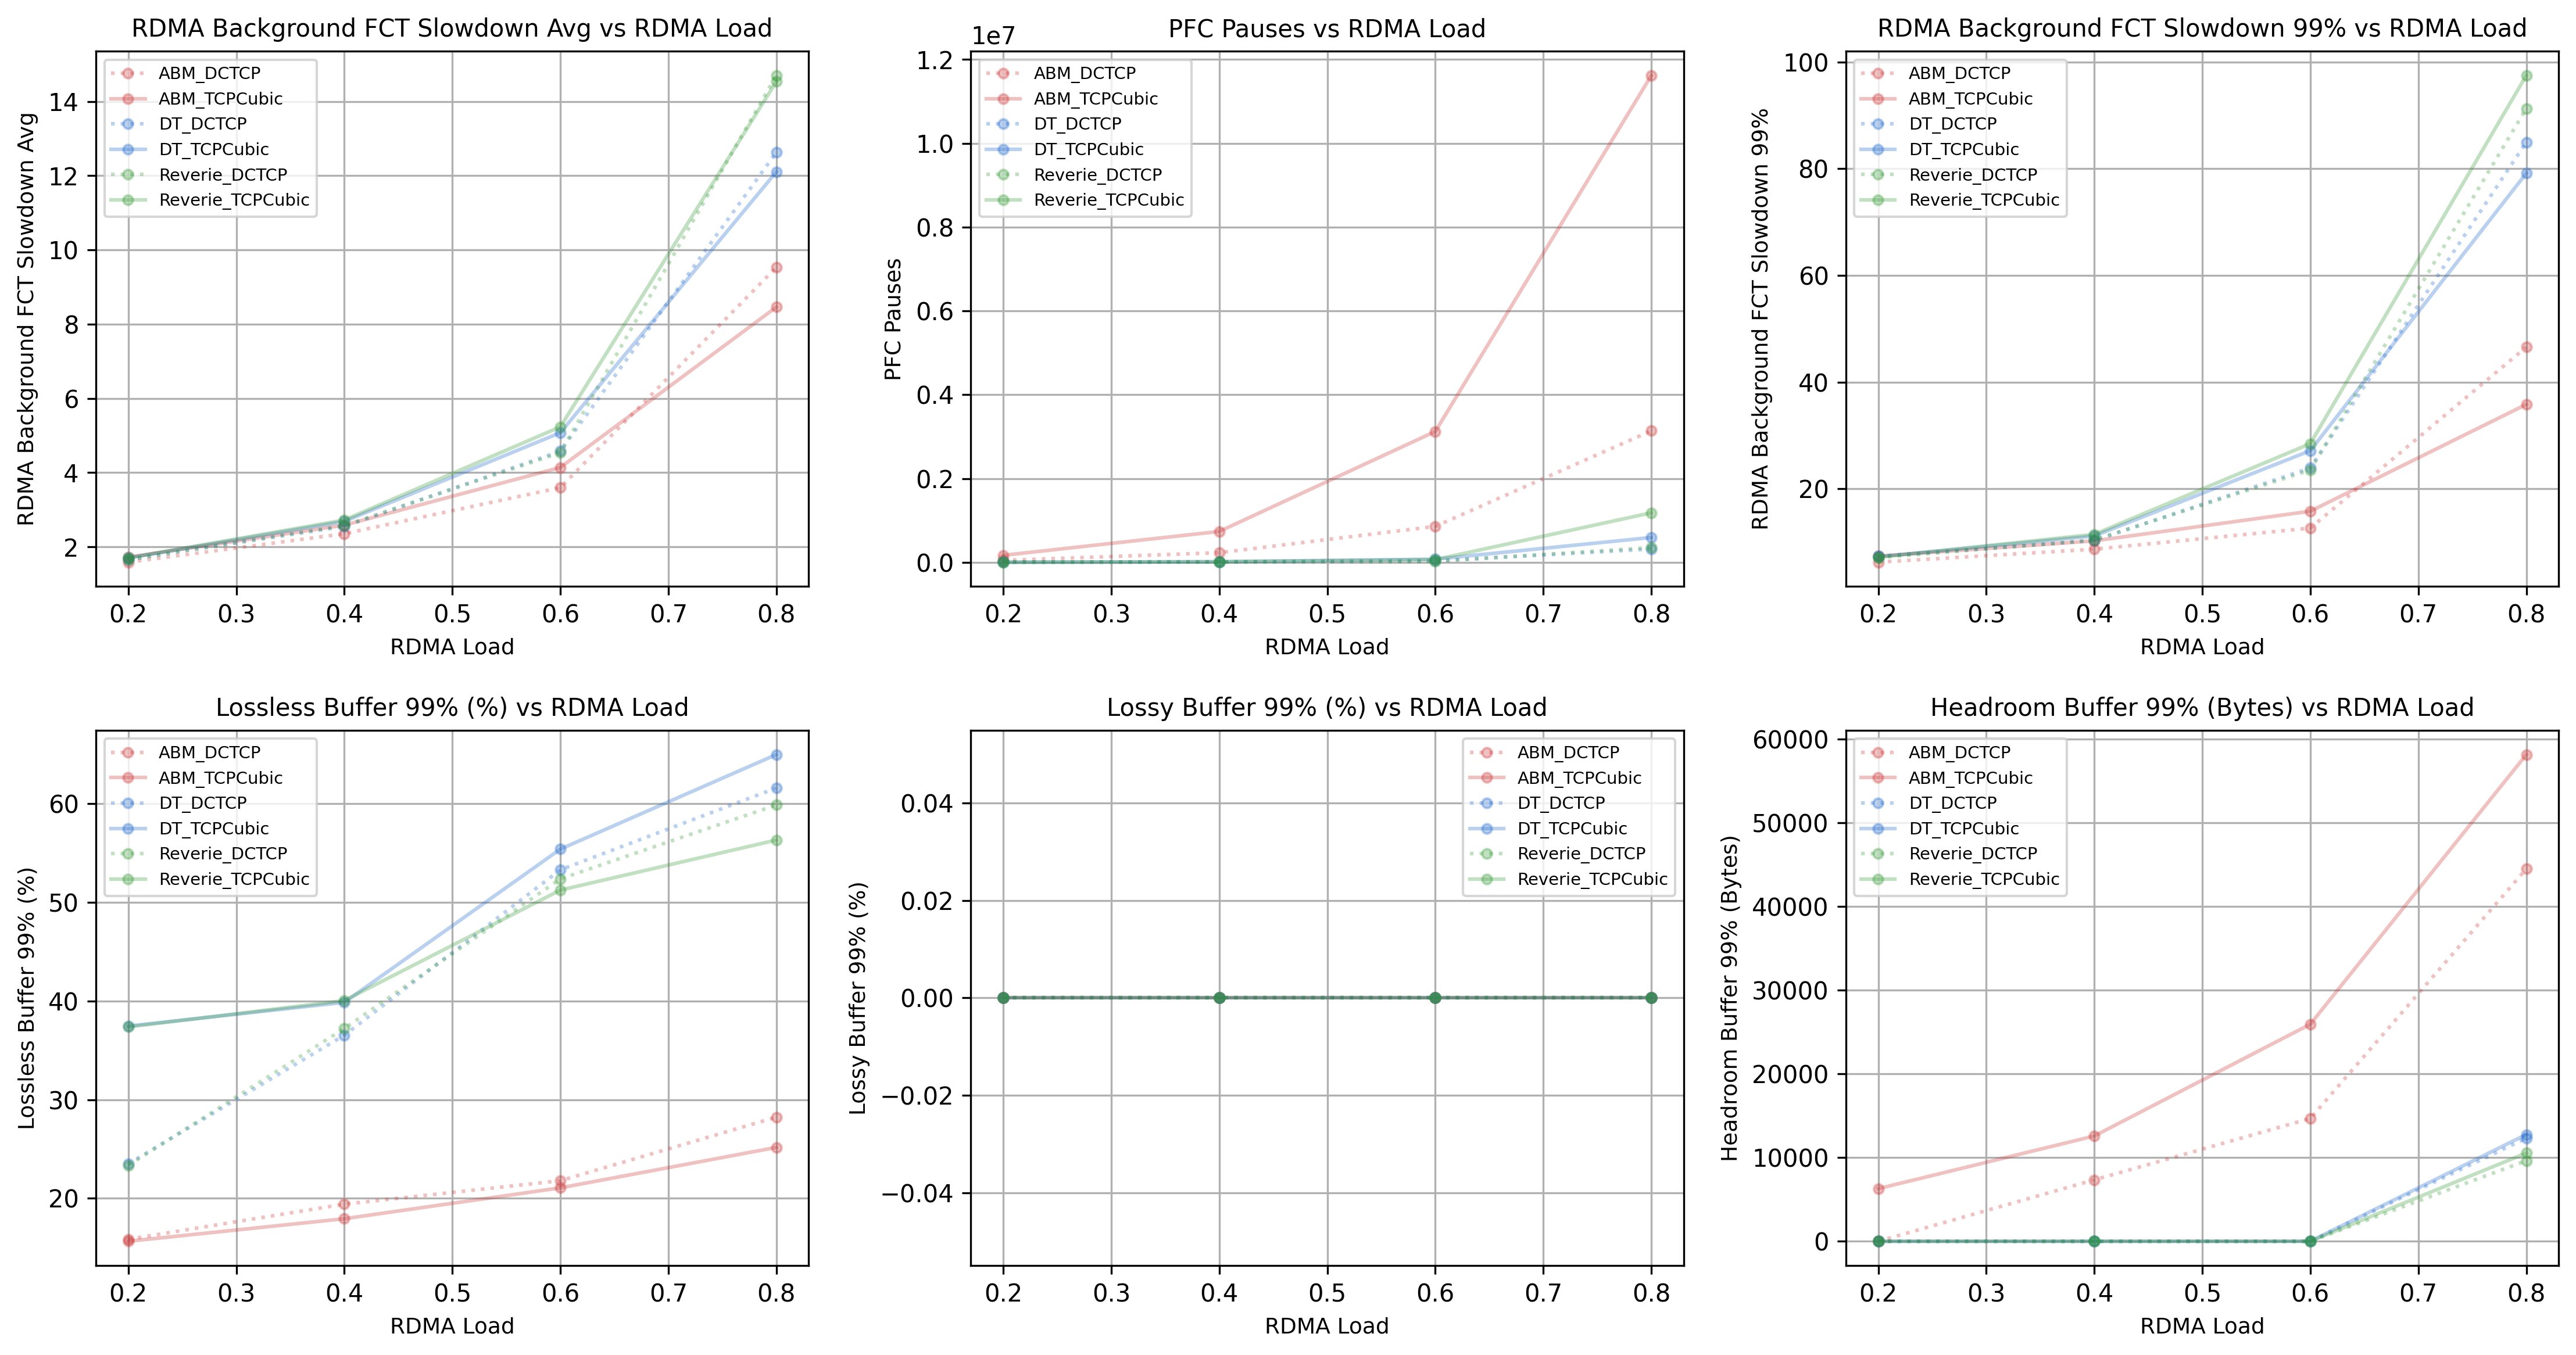 RDMA Background FCT Slowdown Avg vs RDMA Load
RDMA Background FCT Slowdown Avg
14
12
10
8
6
4
2
ABM_DCTCP
ABM_TCPCubic
DT_DCTCP
DT_TCPCubic
Reverie_DCTCP
Reverie_TCPCubic
0.2 0.3 0.4 0.5 0.6 0.7 0.8
RDMA Load
PFC Pauses vs RDMA Load
1e7
PFC Pauses
1.2
1.0
0.8
0.6
0.4
0.2
0.0
ABM_DCTCP
ABM_TCPCubic
DT_DCTCP
DT_TCPCubic
Reverie_DCTCP
Reverie_TCPCubic
0.2 0.3 0.4 0.5 0.6 0.7 0.8
RDMA Load
RDMA Background FCT Slowdown 99% vs RDMA Load
RDMA Background FCT Slowdown 99%
100
80
60
40
20
ABM_DCTCP
ABM_TCPCubic
DT_DCTCP
DT_TCPCubic
Reverie_DCTCP
Reverie_TCPCubic
0.2 0.3 0.4 0.5 0.6 0.7 0.8
RDMA Load
Lossless Buffer 99% (%) vs RDMA Load
Lossless Buffer 99% (%)
60
50
40
30
20
ABM_DCTCP
ABM_TCPCubic
DT_DCTCP
DT_TCPCubic
Reverie_DCTCP
Reverie_TCPCubic
0.2 0.3 0.4 0.5 0.6 0.7 0.8
RDMA Load
Lossy Buffer 99% (%) vs RDMA Load
Lossy Buffer 99% (%)
0.04
0.02
0.00
−0.02
−0.04
ABM_DCTCP
ABM_TCPCubic
DT_DCTCP
DT_TCPCubic
Reverie_DCTCP
Reverie_TCPCubic
0.2 0.3 0.4 0.5 0.6 0.7 0.8
RDMA Load
Headroom Buffer 99% (Bytes) vs RDMA Load
Headroom Buffer 99% (Bytes)
60000
50000
40000
30000
20000
10000
0
ABM_DCTCP
ABM_TCPCubic
DT_DCTCP
DT_TCPCubic
Reverie_DCTCP
Reverie_TCPCubic
0.2 0.3 0.4 0.5 0.6 0.7 0.8
RDMA Load